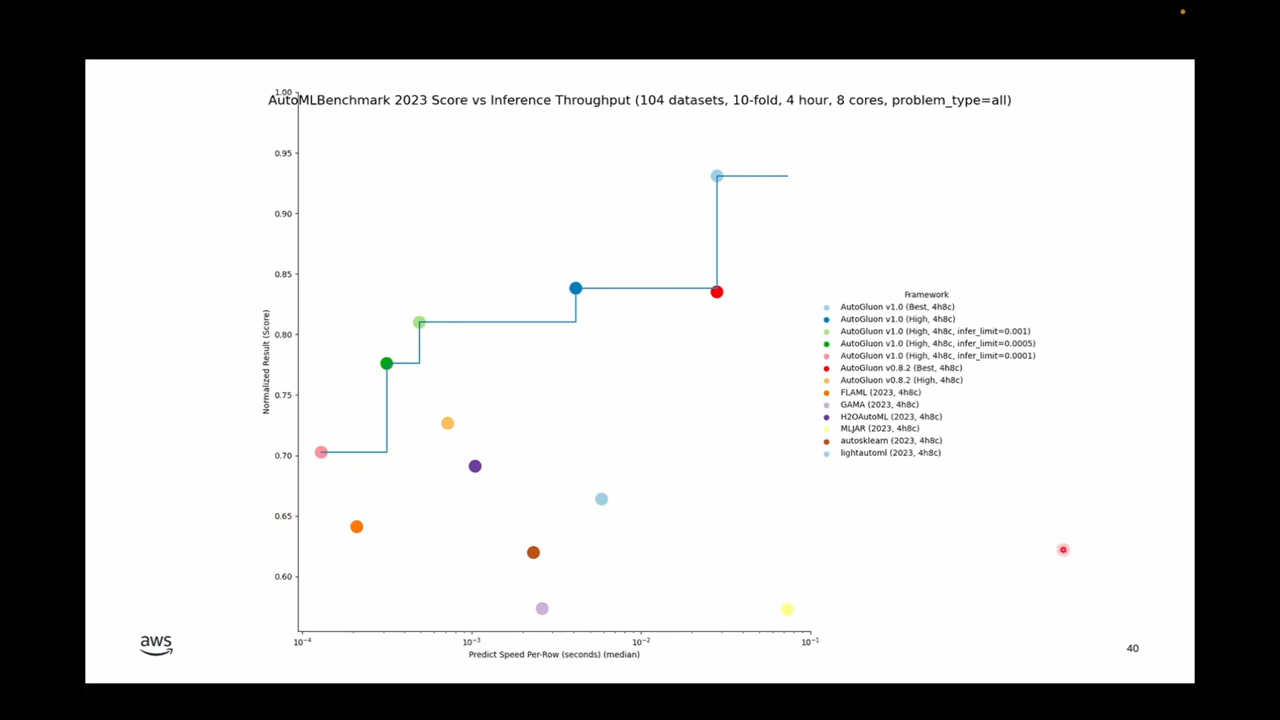 AutoMLBenchmark 2023 Score vs Inference Throughput (104 datasets, 10-fold, 4 hour, 8 cores, problem_type=all)
1.00
0.95
0.90
0.85
0.80
0.75
0.70
0.65
0.60
Normalized Result (Score)
10⁻⁴
10⁻³
10⁻²
10⁻¹
Predict Speed Per-Row (seconds) (median)
Framework
AutoGluon v1.0 (Best, 4h8c)
AutoGluon v1.0 (High, 4h8c)
AutoGluon v1.0 (High, 4h8c, infer_limit=0.001)
AutoGluon v1.0 (High, 4h8c, infer_limit=0.0005)
AutoGluon v1.0 (High, 4h8c, infer_limit=0.0001)
AutoGluon v0.8.2 (Best, 4h8c)
AutoGluon v0.8.2 (High, 4h8c)
FLAML (2023, 4h8c)
GAMA (2023, 4h8c)
H2OAutoML (2023, 4h8c)
MLJAR (2023, 4h8c)
autosklearn (2023, 4h8c)
lightautoml (2023, 4h8c)
aws
40